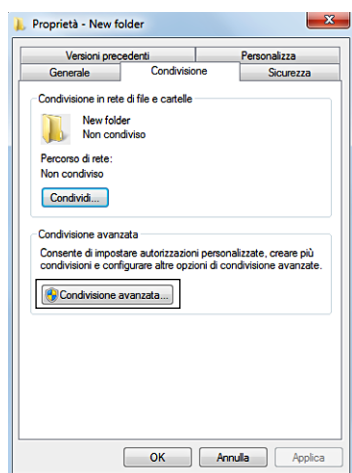 Proprietà - New folder
Versioni precedenti
Personalizza
Generale
Condivisione
Sicurezza
Condivisione in rete di file e cartelle
New folder
Non condiviso
Percorso di rete:
Non condiviso
Condividi...
Condivisione avanzata
Consente di impostare autorizzazioni personalizzate, creare più
condivisioni e configurare altre opzioni di condivisione avanzate.
Condivisione avanzata...
OK
Annulla
Applica